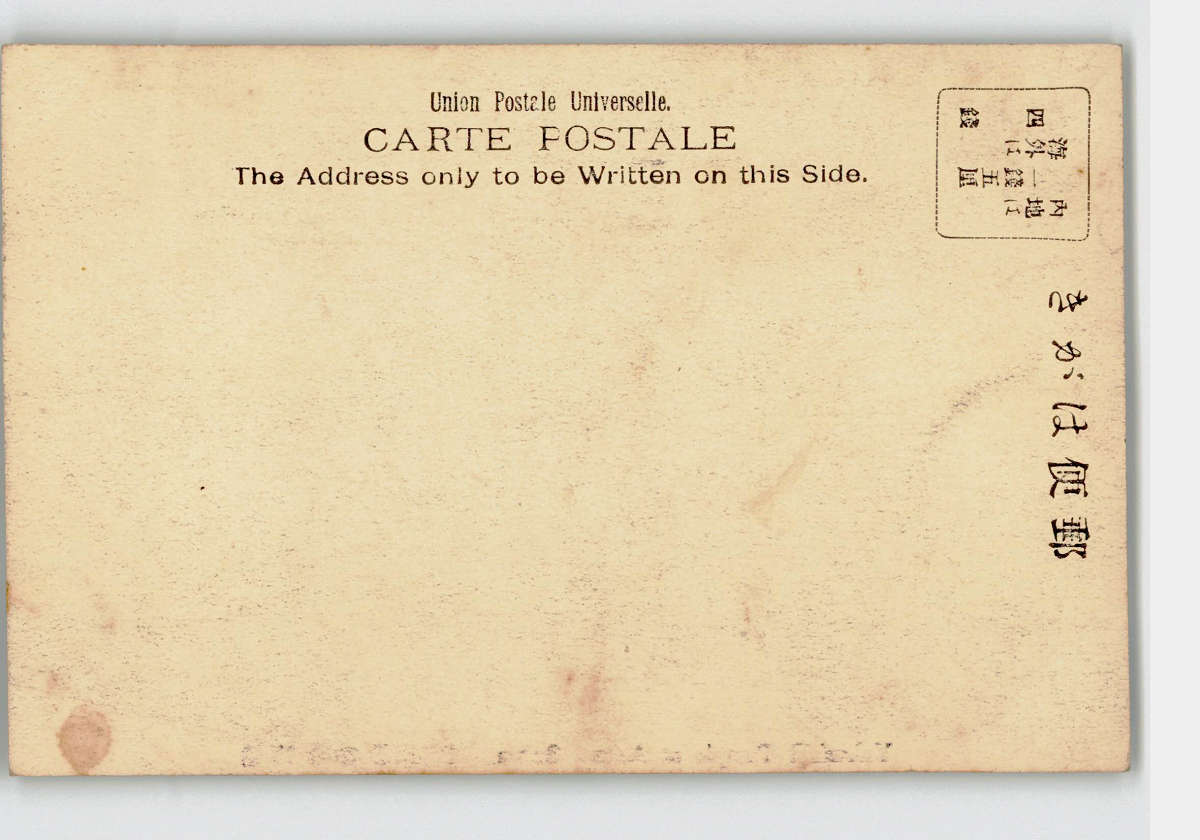 Union Postale Universelle.
CARTE POSTALE
The Address only to be Written on this Side.
內地は
一錢五厘
海外は
四錢
郵便はがき